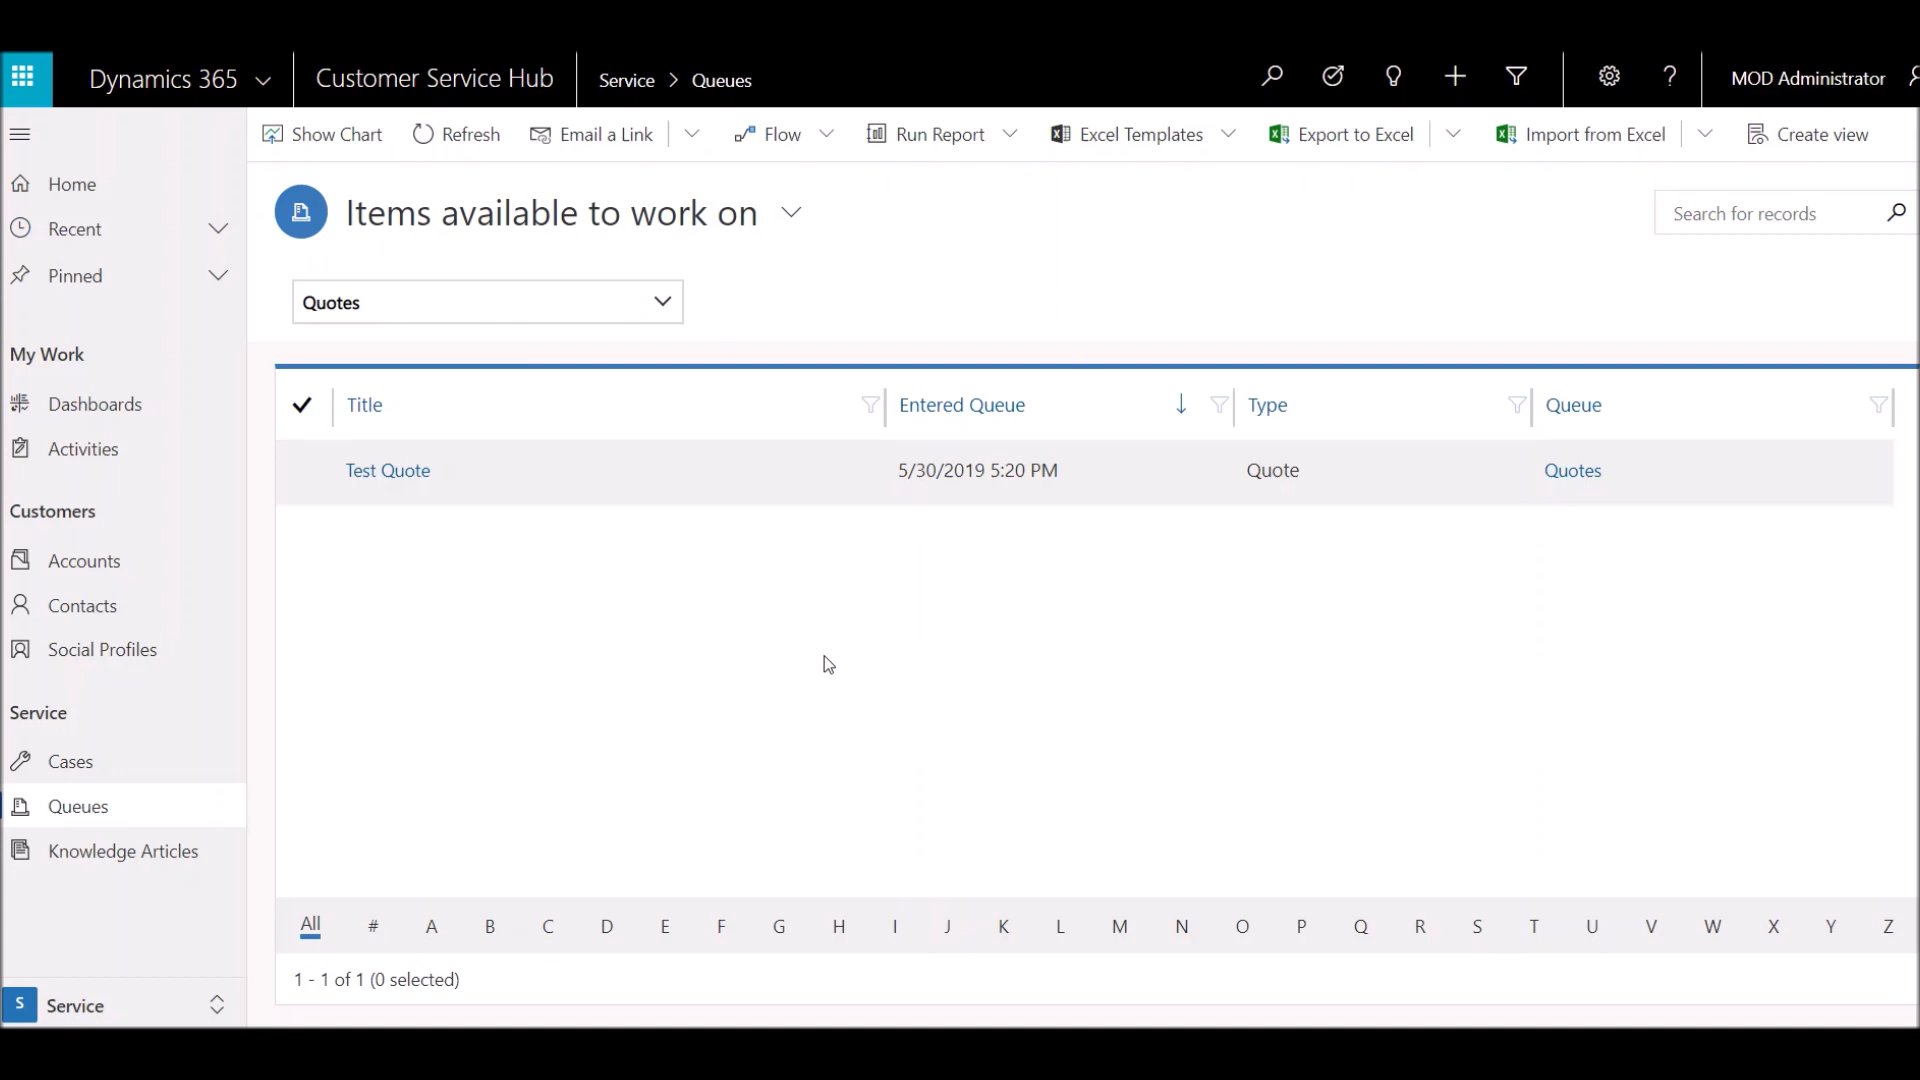 Dynamics 365
Customer Service Hub
Service > Queues
MOD Administrator
Show Chart
Refresh
Email a Link
Flow
Run Report
Excel Templates
Export to Excel
Import from Excel
Create view
Home
Recent
Pinned
My Work
Dashboards
Activities
Customers
Accounts
Contacts
Social Profiles
Service
Cases
Queues
Knowledge Articles
S Service
Items available to work on
Search for records
Quotes
Title Entered Queue Type Queue
Test Quote 5/30/2019 5:20 PM Quote Quotes
All # A B C D E F G H I J K L M N O P Q R S T U V W X Y Z
1 - 1 of 1 (0 selected)